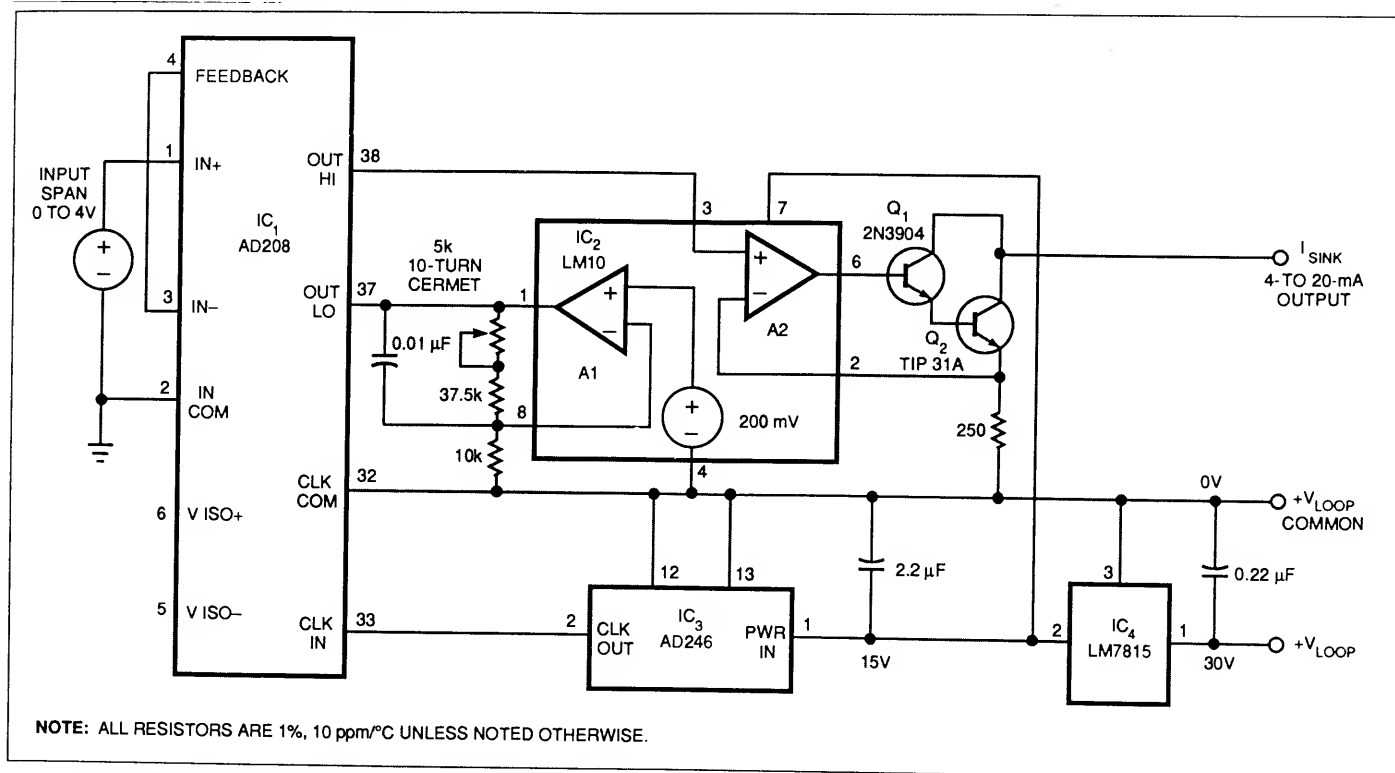 4
FEEDBACK
1
IN+
INPUT
SPAN
0 TO 4V
+
−
3
IN−
2
IN
COM
6
V ISO+
5
V ISO−
IC1
AD208
OUT
HI
38
OUT
LO
37
CLK
COM
32
CLK
IN
33
5k
10-TURN
CERMET
0.01 µF
37.5k
10k
1
8
IC2
LM10
+
−
A1
3
7
+
−
A2
6
2
+
−
200 mV
4
Q1
2N3904
Q2
TIP 31A
250
ISINK
4- TO 20-mA
OUTPUT
0V
+VLOOP
COMMON
12
13
2
CLK
OUT
IC3
AD246
PWR
IN
1
2.2 µF
15V
3
2
IC4
LM7815
1
0.22 µF
30V
+VLOOP
NOTE: ALL RESISTORS ARE 1%, 10 ppm/°C UNLESS NOTED OTHERWISE.